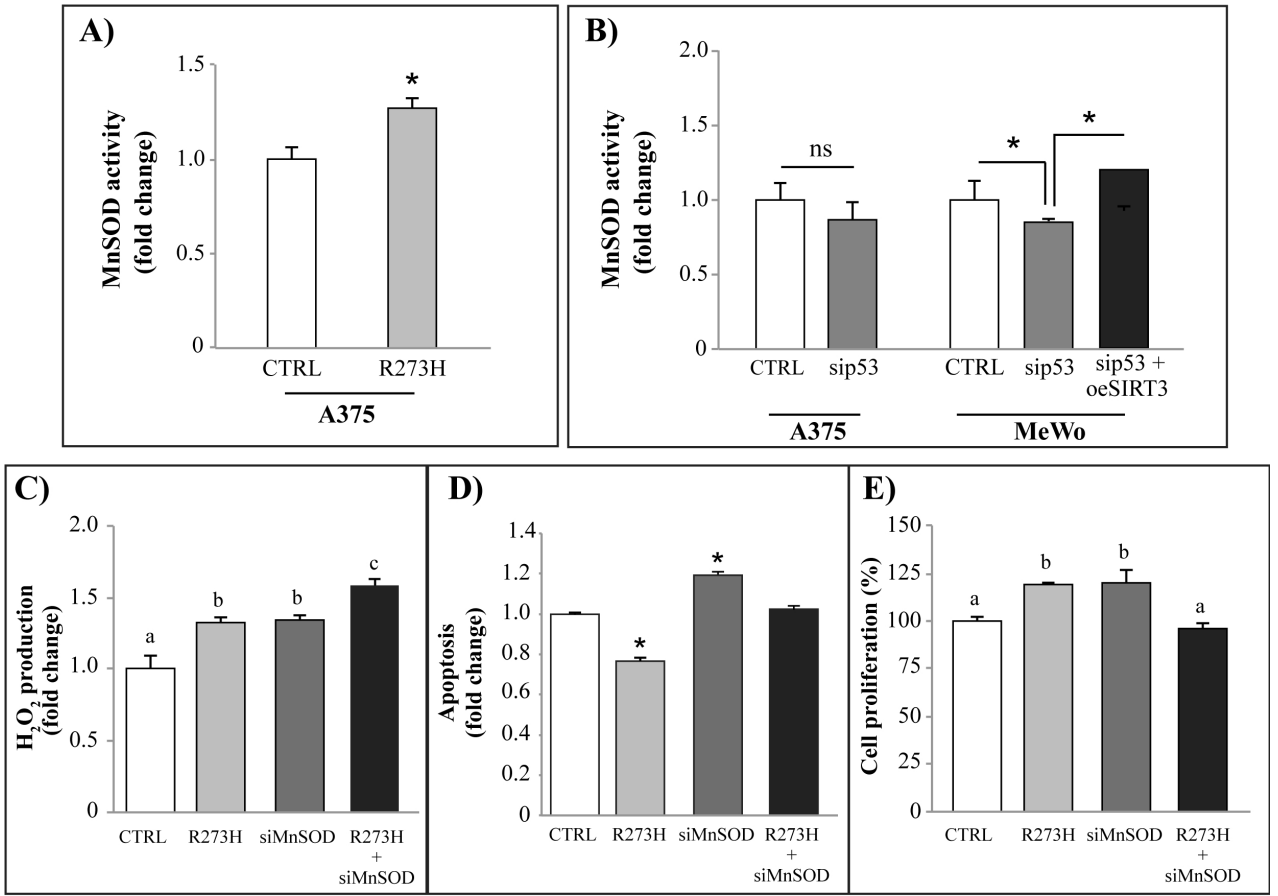 A)
MnSOD activity
(fold change)
1.5
1.0
0.5
0
*
CTRL
R273H
A375
B)
MnSOD activity
(fold change)
2.0
1.5
1.0
0.5
0
ns
*
*
CTRL
sip53
CTRL
sip53
sip53 +
oeSIRT3
A375
MeWo
C)
H₂O₂ production
(fold change)
2.0
1.5
1.0
0.5
0
a
b
b
c
CTRL
R273H
siMnSOD
R273H
+
siMnSOD
D)
Apoptosis
(fold change)
1.4
1.2
1.0
0.8
0.6
0.4
0.2
0
*
*
CTRL
R273H
siMnSOD
R273H
+
siMnSOD
E)
Cell proliferation (%)
150
125
100
75
50
25
0
a
b
b
a
CTRL
R273H
siMnSOD
R273H
+
siMnSOD